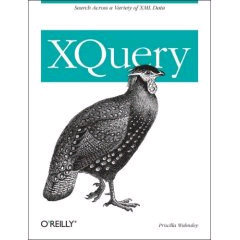 Search Across a Variety of XML Data
XQuery
O'REILLY®
Priscilla Walmsley